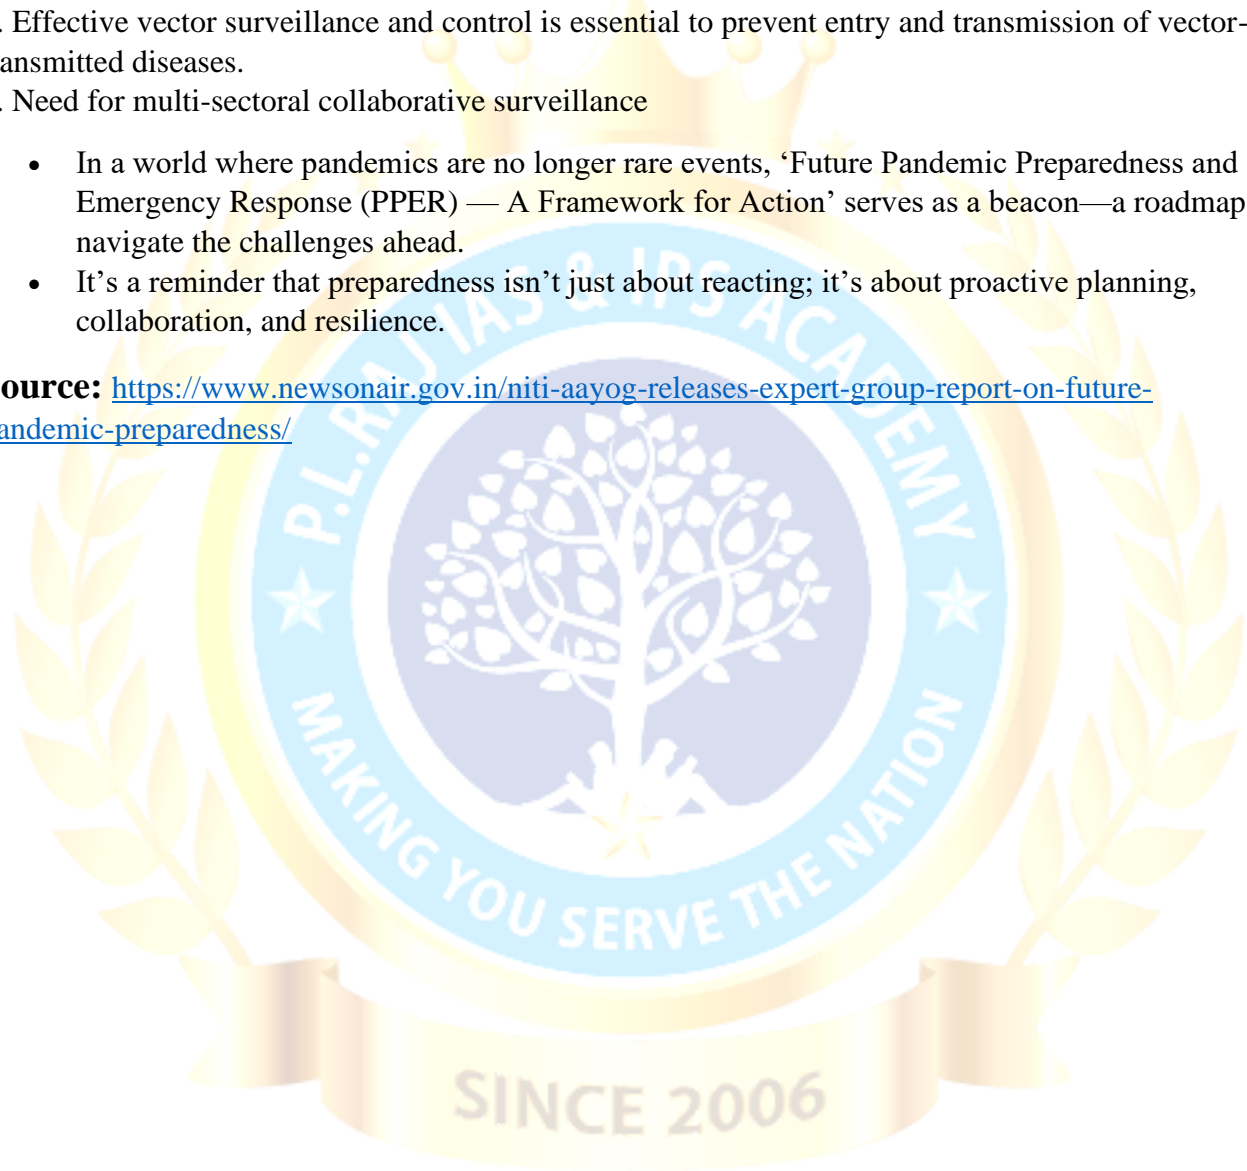 . Effective vector surveillance and control is essential to prevent entry and transmission of vector-
ansmitted diseases.
. Need for multi-sectoral collaborative surveillance
• In a world where pandemics are no longer rare events, ‘Future Pandemic Preparedness and
Emergency Response (PPER) — A Framework for Action’ serves as a beacon—a roadmap
navigate the challenges ahead.
• It’s a reminder that preparedness isn’t just about reacting; it’s about proactive planning,
collaboration, and resilience.
ource: https://www.newsonair.gov.in/niti-aayog-releases-expert-group-report-on-future-
andemic-preparedness/
P.L.RAJ IAS & IPS ACADEMY
MAKING YOU SERVE THE NATION
SINCE 2006